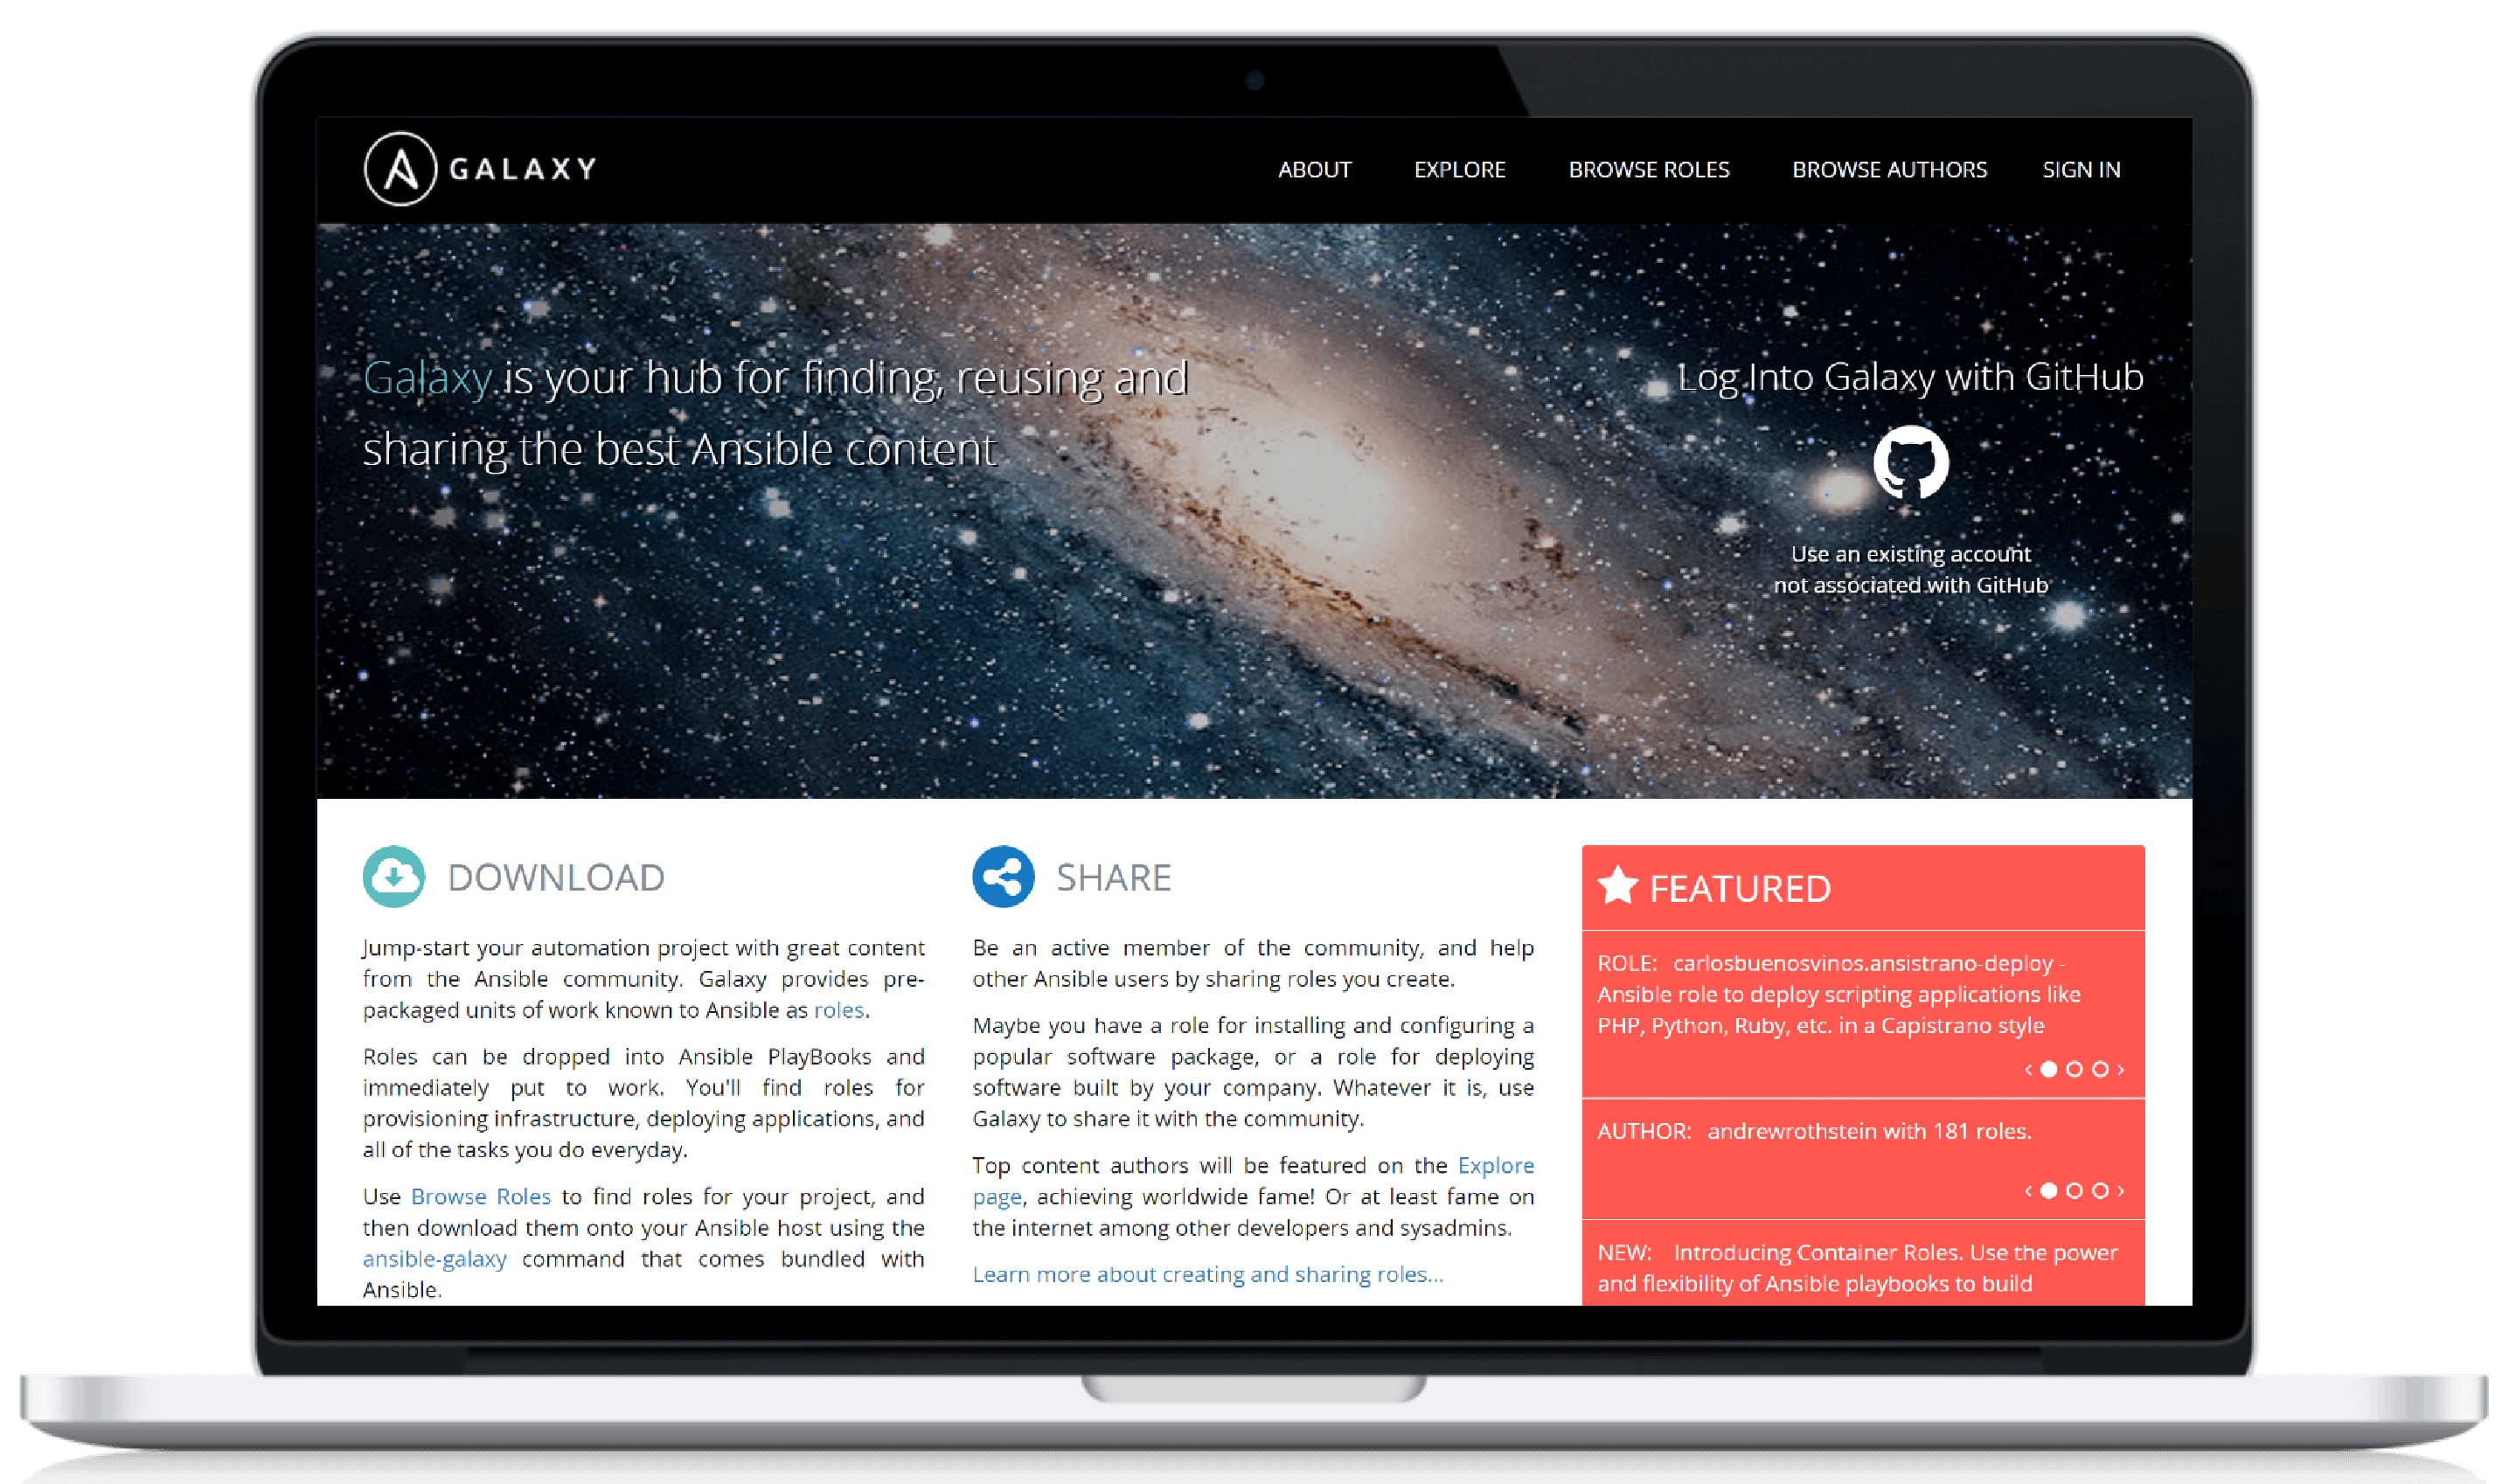 GALAXY
ABOUT EXPLORE BROWSE ROLES BROWSE AUTHORS SIGN IN
Galaxy is your hub for finding, reusing and
sharing the best Ansible content
Log Into Galaxy with GitHub
Use an existing account
not associated with GitHub
DOWNLOAD
Jump-start your automation project with great content
from the Ansible community. Galaxy provides pre-
packaged units of work known to Ansible as roles.
Roles can be dropped into Ansible PlayBooks and
immediately put to work. You'll find roles for
provisioning infrastructure, deploying applications, and
all of the tasks you do everyday.
Use Browse Roles to find roles for your project, and
then download them onto your Ansible host using the
ansible-galaxy command that comes bundled with
Ansible.
SHARE
Be an active member of the community, and help
other Ansible users by sharing roles you create.
Maybe you have a role for installing and configuring a
popular software package, or a role for deploying
software built by your company. Whatever it is, use
Galaxy to share it with the community.
Top content authors will be featured on the Explore
page, achieving worldwide fame! Or at least fame on
the internet among other developers and sysadmins.
Learn more about creating and sharing roles...
FEATURED
ROLE: carlosbuenosvinos.ansistrano-deploy -
Ansible role to deploy scripting applications like
PHP, Python, Ruby, etc. in a Capistrano style
AUTHOR: andrewrothstein with 181 roles.
NEW: Introducing Container Roles. Use the power
and flexibility of Ansible playbooks to build